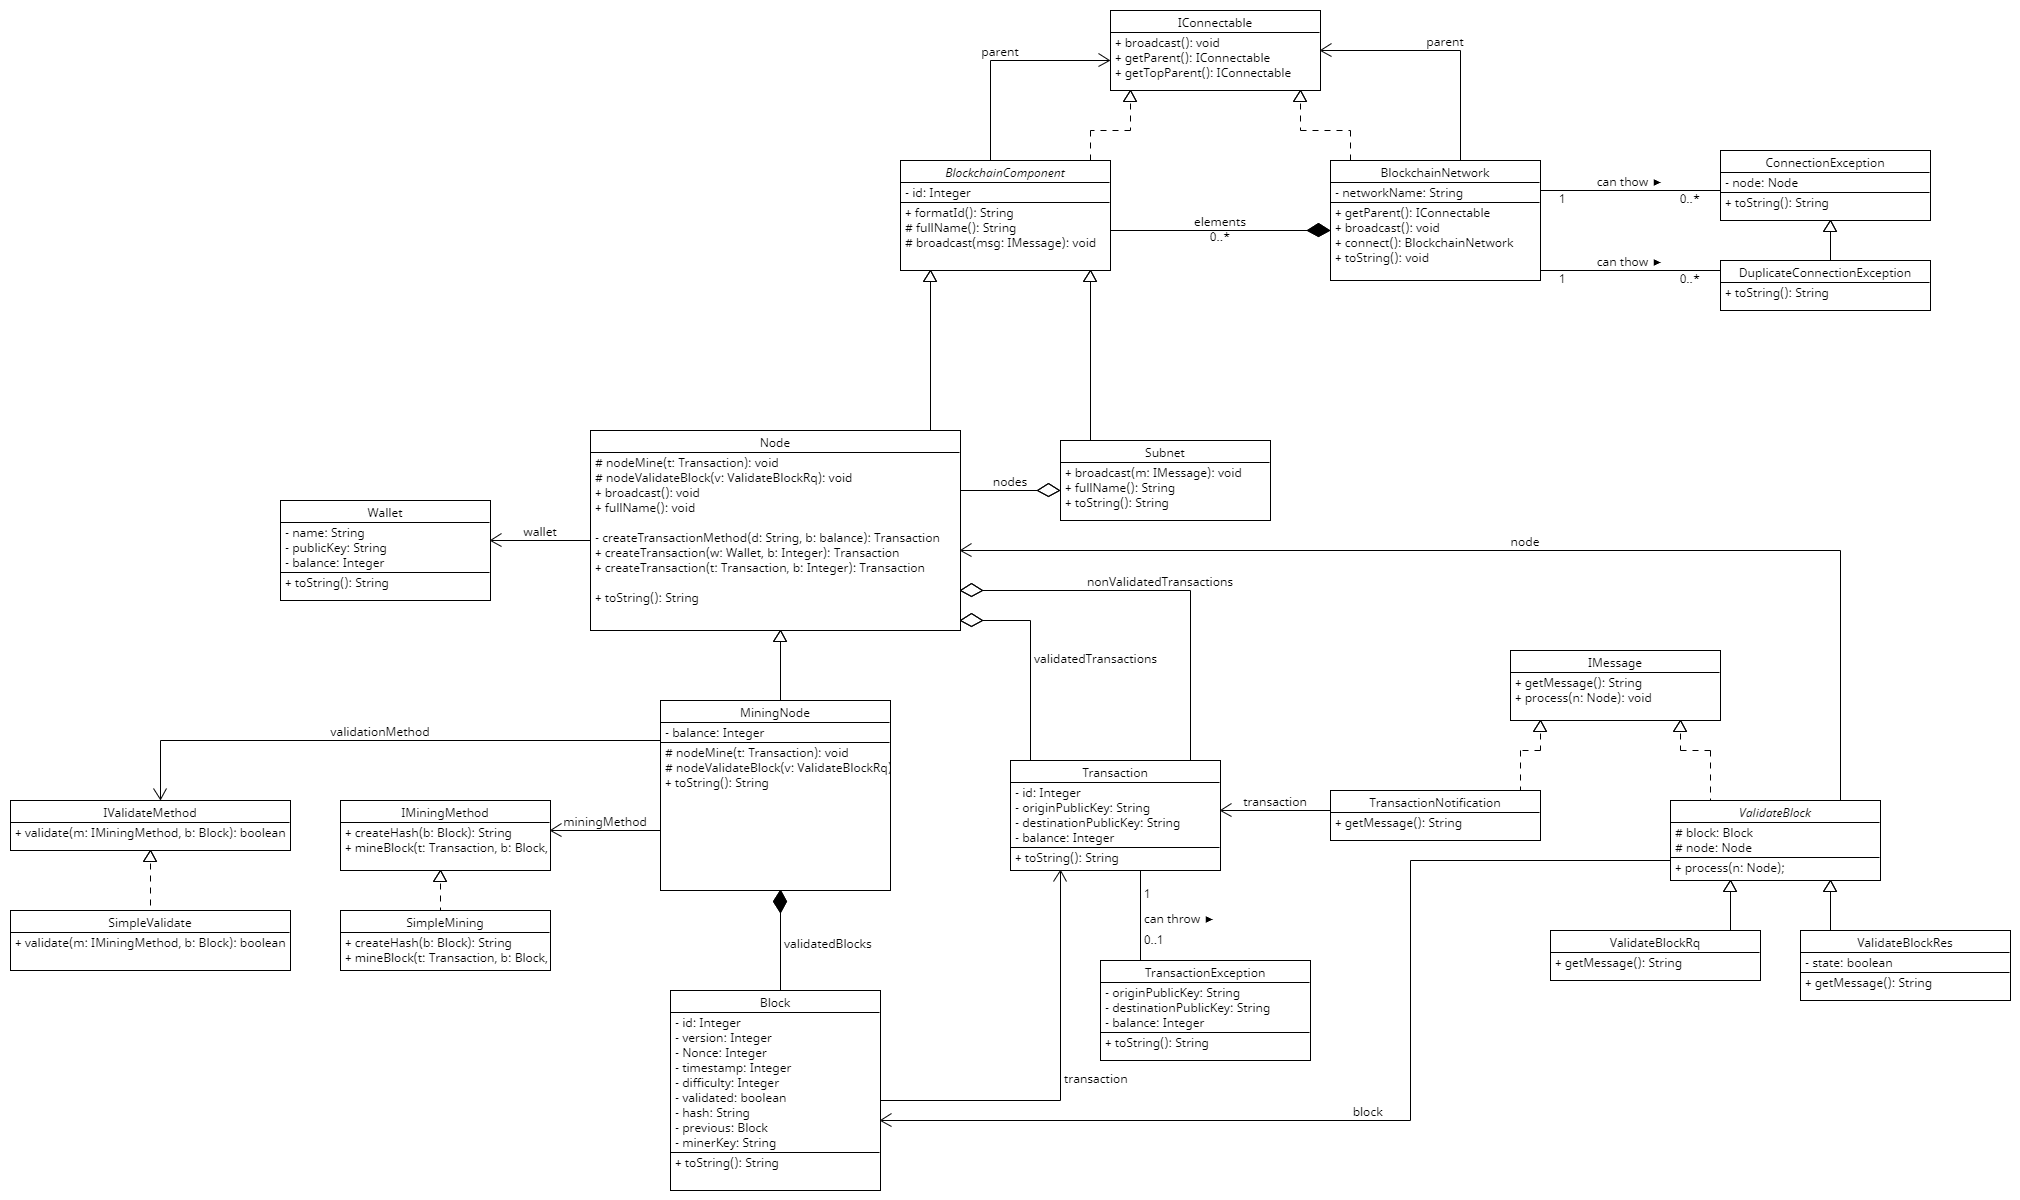 IConnectable
+ broadcast(): void
+ getParent(): IConnectable
+ getTopParent(): IConnectable
parent
parent
BlockchainComponent
- id: Integer
+ formatId(): String
# fullName(): String
# broadcast(msg: IMessage): void
elements
0..*
BlockchainNetwork
- networkName: String
+ getParent(): IConnectable
+ broadcast(): void
+ connect(): BlockchainNetwork
+ toString(): void
can thow ►
1
0..*
can thow ►
1
0..*
ConnectionException
- node: Node
+ toString(): String
DuplicateConnectionException
+ toString(): String
Node
# nodeMine(t: Transaction): void
# nodeValidateBlock(v: ValidateBlockRq): void
+ broadcast(): void
+ fullName(): void
- createTransactionMethod(d: String, b: balance): Transaction
+ createTransaction(w: Wallet, b: Integer): Transaction
+ createTransaction(t: Transaction, b: Integer): Transaction
+ toString(): String
nodes
Subnet
+ broadcast(m: IMessage): void
+ fullName(): String
+ toString(): String
Wallet
- name: String
- publicKey: String
- balance: Integer
+ toString(): String
wallet
node
nonValidatedTransactions
validatedTransactions
IMessage
+ getMessage(): String
+ process(n: Node): void
MiningNode
- balance: Integer
# nodeMine(t: Transaction): void
# nodeValidateBlock(v: ValidateBlockRq)
+ toString(): String
validationMethod
miningMethod
IValidateMethod
+ validate(m: IMiningMethod, b: Block): boolean
IMiningMethod
+ createHash(b: Block): String
+ mineBlock(t: Transaction, b: Block,
SimpleValidate
+ validate(m: IMiningMethod, b: Block): boolean
SimpleMining
+ createHash(b: Block): String
+ mineBlock(t: Transaction, b: Block,
Transaction
- id: Integer
- originPublicKey: String
- destinationPublicKey: String
- balance: Integer
+ toString(): String
transaction
TransactionNotification
+ getMessage(): String
ValidateBlock
# block: Block
# node: Node
+ process(n: Node);
1
can throw ►
0..1
validatedBlocks
ValidateBlockRq
+ getMessage(): String
ValidateBlockRes
- state: boolean
+ getMessage(): String
TransactionException
- originPublicKey: String
- destinationPublicKey: String
- balance: Integer
+ toString(): String
Block
- id: Integer
- version: Integer
- Nonce: Integer
- timestamp: Integer
- difficulty: Integer
- validated: boolean
- hash: String
- previous: Block
- minerKey: String
+ toString(): String
transaction
block